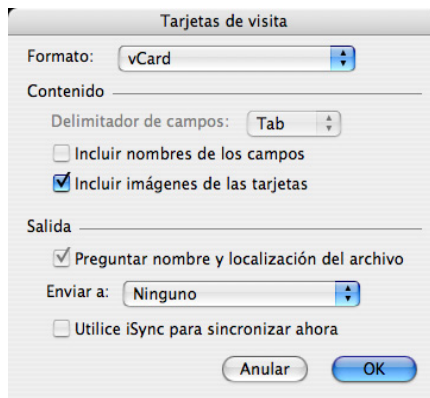 Tarjetas de visita
Formato: vCard
Contenido
Delimitador de campos: Tab
Incluir nombres de los campos
Incluir imágenes de las tarjetas
Salida
Preguntar nombre y localización del archivo
Enviar a: Ninguno
Utilice iSync para sincronizar ahora
Anular OK